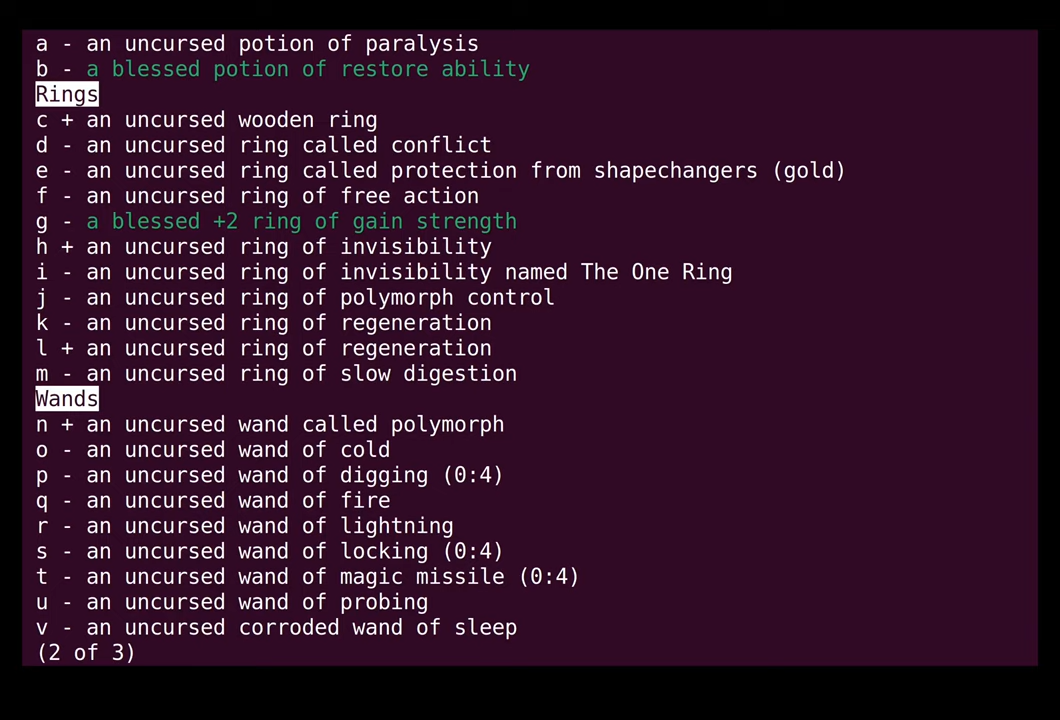 a - an uncursed potion of paralysis
b - a blessed potion of restore ability
Rings
c + an uncursed wooden ring
d - an uncursed ring called conflict
e - an uncursed ring called protection from shapechangers (gold)
f - an uncursed ring of free action
g - a blessed +2 ring of gain strength
h + an uncursed ring of invisibility
i - an uncursed ring of invisibility named The One Ring
j - an uncursed ring of polymorph control
k - an uncursed ring of regeneration
l + an uncursed ring of regeneration
m - an uncursed ring of slow digestion
Wands
n + an uncursed wand called polymorph
o - an uncursed wand of cold
p - an uncursed wand of digging (0:4)
q - an uncursed wand of fire
r - an uncursed wand of lightning
s - an uncursed wand of locking (0:4)
t - an uncursed wand of magic missile (0:4)
u - an uncursed wand of probing
v - an uncursed corroded wand of sleep
(2 of 3)